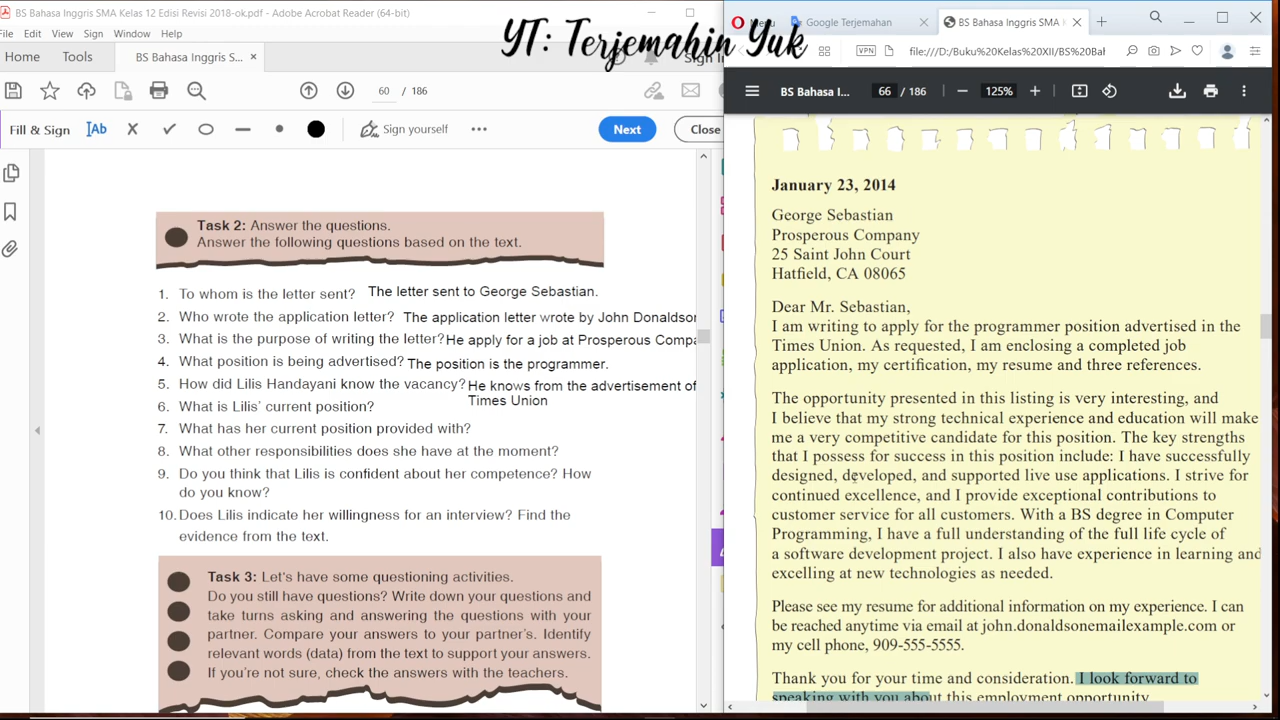 BS Bahasa Inggris SMA Kelas 12 Edisi Revisi 2018-ok.pdf - Adobe Acrobat Reader (64-bit)
File Edit View Sign Window Help
Home Tools BS Bahasa Inggris S... × Sign In
YT: Terjemahin Yuk
60 / 186
Fill & Sign Ab Sign yourself Next Close
Task 2: Answer the questions.
Answer the following questions based on the text.
1. To whom is the letter sent? The letter sent to George Sebastian.
2. Who wrote the application letter? The application letter wrote by John Donaldson
3. What is the purpose of writing the letter? He apply for a job at Prosperous Compa
4. What position is being advertised? The position is the programmer.
5. How did Lilis Handayani know the vacancy? He knows from the advertisement of
Times Union
6. What is Lilis' current position?
7. What has her current position provided with?
8. What other responsibilities does she have at the moment?
9. Do you think that Lilis is confident about her competence? How
do you know?
10. Does Lilis indicate her willingness for an interview? Find the
evidence from the text.
Task 3: Let's have some questioning activities.
Do you still have questions? Write down your questions and
take turns asking and answering the questions with your
partner. Compare your answers to your partner's. Identify
relevant words (data) from the text to support your answers.
If you're not sure, check the answers with the teachers.
Menu Google Terjemahan BS Bahasa Inggris SMA K
VPN file:///D:/Buku%20Kelas%20XII/BS%20Bah
BS Bahasa I... 66 / 186 125%
January 23, 2014
George Sebastian
Prosperous Company
25 Saint John Court
Hatfield, CA 08065
Dear Mr. Sebastian,
I am writing to apply for the programmer position advertised in the
Times Union. As requested, I am enclosing a completed job
application, my certification, my resume and three references.
The opportunity presented in this listing is very interesting, and
I believe that my strong technical experience and education will make
me a very competitive candidate for this position. The key strengths
that I possess for success in this position include: I have successfully
designed, developed, and supported live use applications. I strive for
continued excellence, and I provide exceptional contributions to
customer service for all customers. With a BS degree in Computer
Programming, I have a full understanding of the full life cycle of
a software development project. I also have experience in learning and
excelling at new technologies as needed.
Please see my resume for additional information on my experience. I can
be reached anytime via email at john.donaldsonemailexample.com or
my cell phone, 909-555-5555.
Thank you for your time and consideration. I look forward to
speaking with you about this employment opportunity.